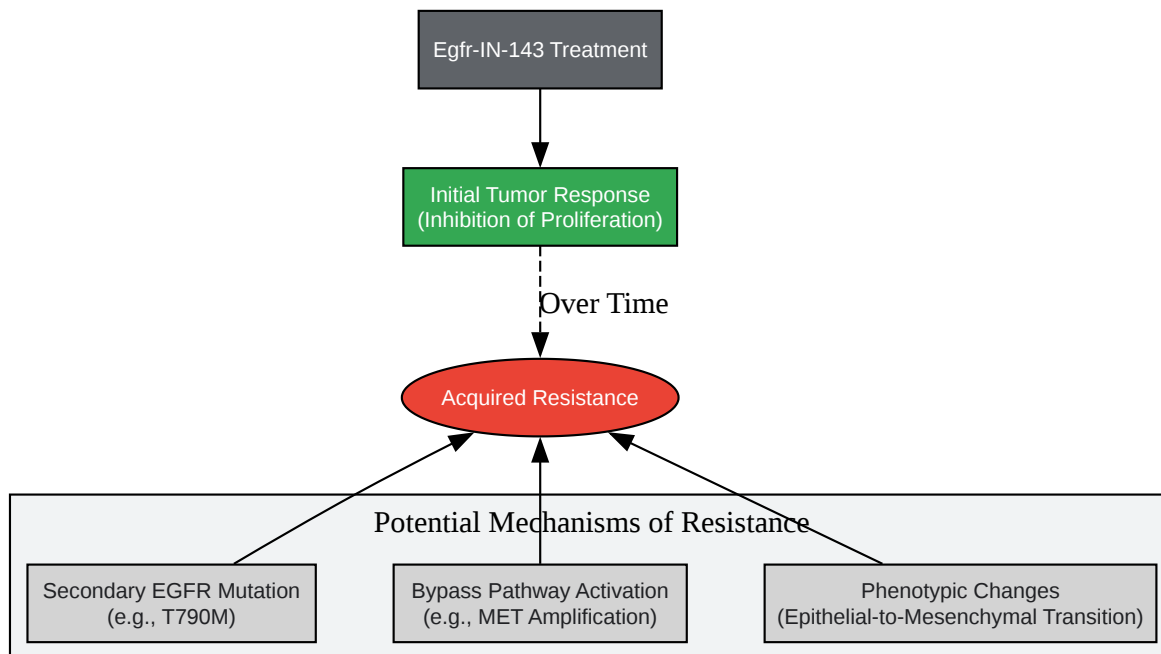 Egfr-IN-143 Treatment
Initial Tumor Response
(Inhibition of Proliferation)
Over Time
Acquired Resistance
Potential Mechanisms of Resistance
Secondary EGFR Mutation
(e.g., T790M)
Bypass Pathway Activation
(e.g., MET Amplification)
Phenotypic Changes
(Epithelial-to-Mesenchymal Transition)